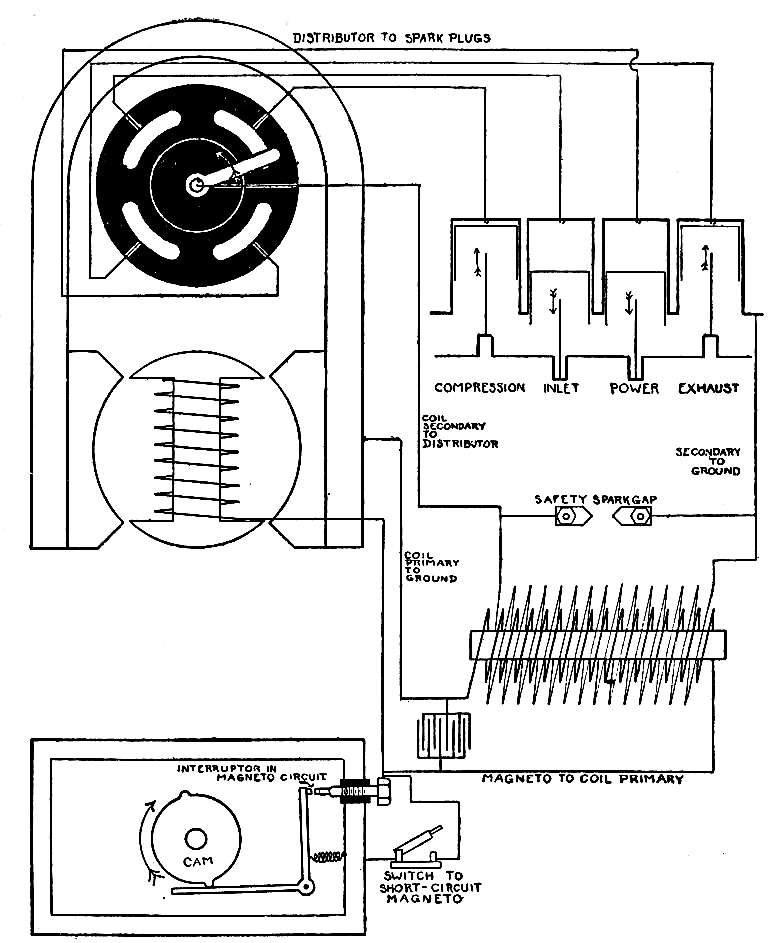 DISTRIBUTOR TO SPARK PLUGS
COMPRESSION INLET POWER EXHAUST
COIL
SECONDARY
TO
DISTRIBUTOR
SECONDARY
TO
GROUND
SAFETY SPARKGAP
COIL
PRIMARY
TO
GROUND
MAGNETO TO COIL PRIMARY
INTERRUPTOR IN
MAGNETO CIRCUIT
CAM
SWITCH TO
SHORT-CIRCUIT
MAGNETO